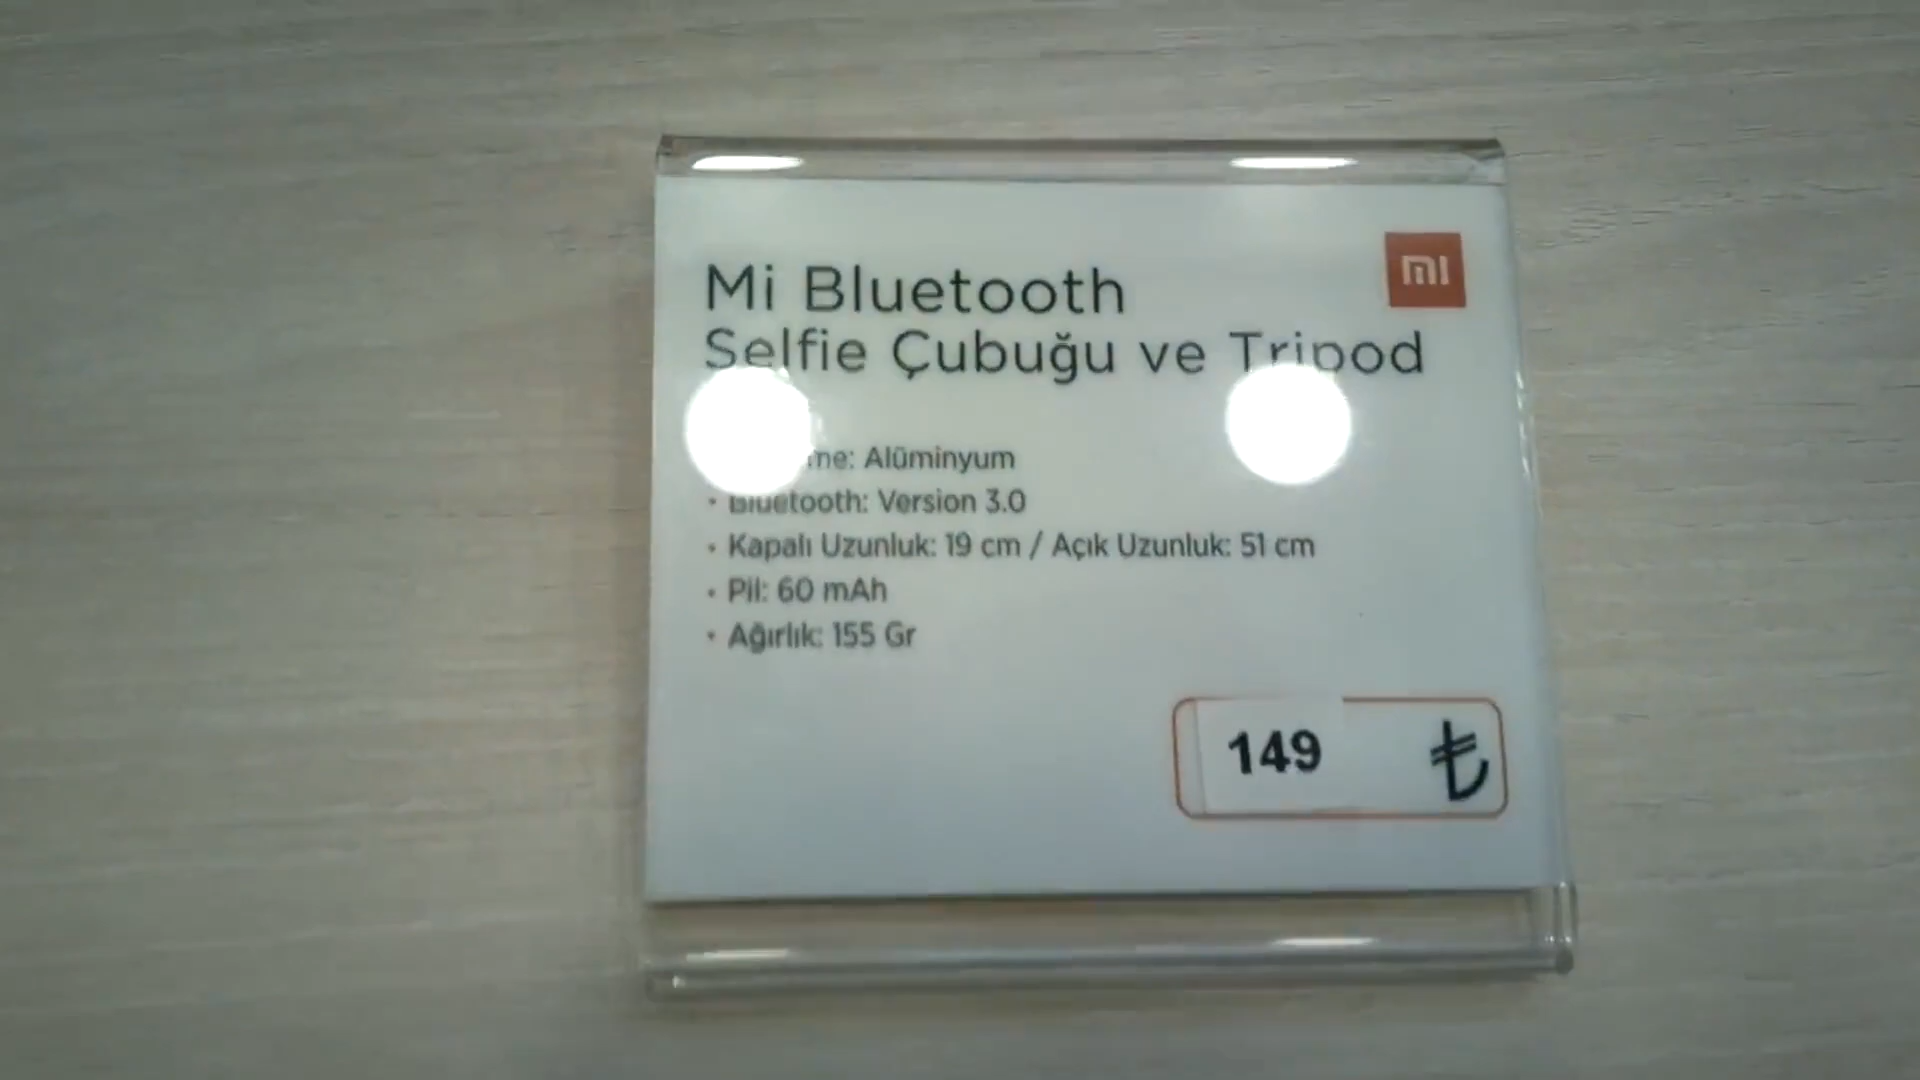 mi
Mi Bluetooth
Selfie Çubuğu ve Tripod
me: Alüminyum
• Bluetooth: Version 3.0
• Kapalı Uzunluk: 19 cm / Açık Uzunluk: 51 cm
• Pil: 60 mAh
• Ağırlık: 155 Gr
149 ₺